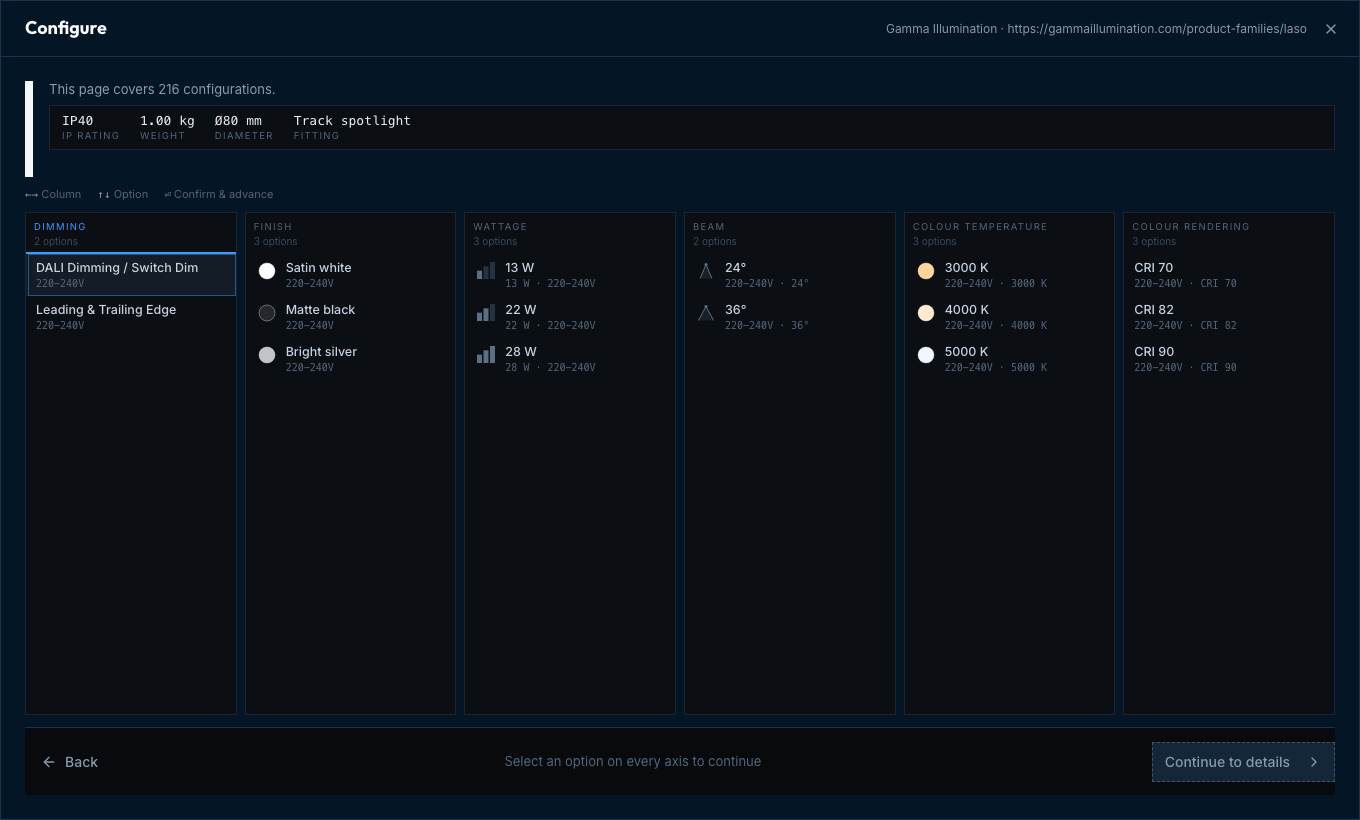 Configure
Gamma Illumination · https://gammaillumination.com/product-families/laso
This page covers 216 configurations.
IP40 1.00 kg Ø80 mm Track spotlight
IP RATING WEIGHT DIAMETER FITTING
←→ Column ↑↓ Option ⏎ Confirm & advance
DIMMING
2 options
DALI Dimming / Switch Dim
220–240V
Leading & Trailing Edge
220–240V
FINISH
3 options
Satin white
220–240V
Matte black
220–240V
Bright silver
220–240V
WATTAGE
3 options
13 W
13 W · 220–240V
22 W
22 W · 220–240V
28 W
28 W · 220–240V
BEAM
2 options
24°
220–240V · 24°
36°
220–240V · 36°
COLOUR TEMPERATURE
3 options
3000 K
220–240V · 3000 K
4000 K
220–240V · 4000 K
5000 K
220–240V · 5000 K
COLOUR RENDERING
3 options
CRI 70
220–240V · CRI 70
CRI 82
220–240V · CRI 82
CRI 90
220–240V · CRI 90
← Back
Select an option on every axis to continue
Continue to details